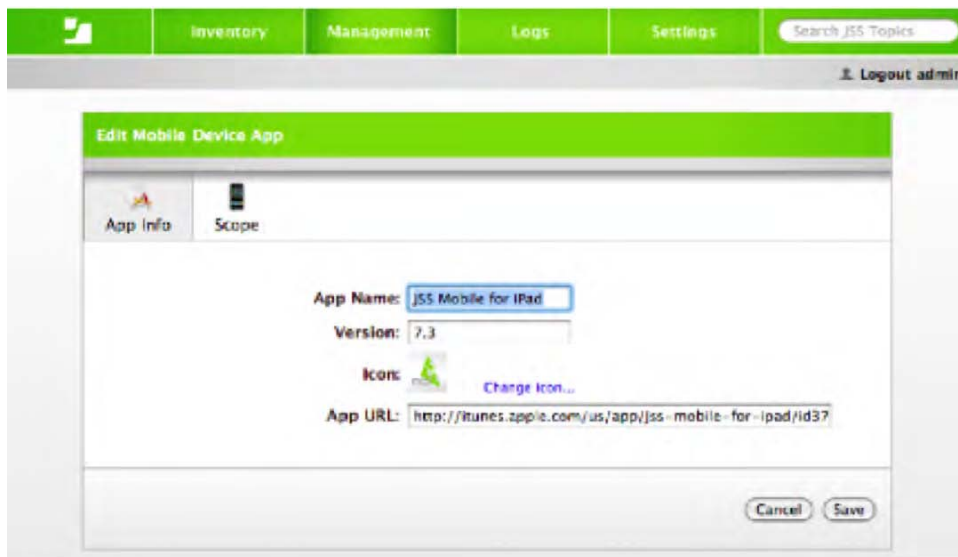 Inventory Management Logs Settings Search JSS Topics
Logout admin
Edit Mobile Device App
App Info Scope
App Name: JSS Mobile for iPad
Version: 7.3
Icon: Change Icon...
App URL: http://itunes.apple.com/us/app/jss-mobile-for-ipad/id37
Cancel Save